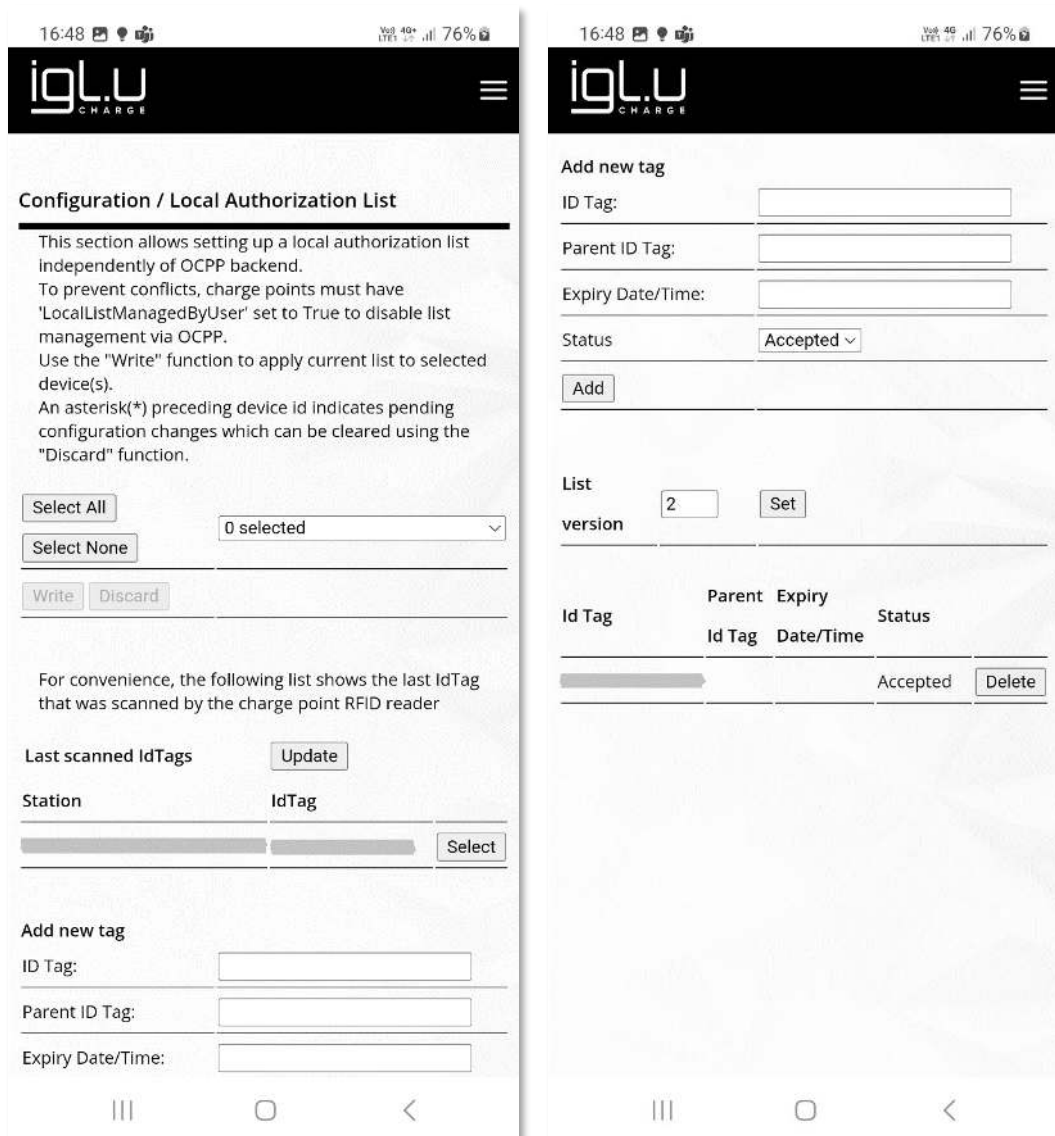 16:48
Vo)) 4G+
LTE1 76%
igL.U
CHARGE
Configuration / Local Authorization List
This section allows setting up a local authorization list
independently of OCPP backend.
To prevent conflicts, charge points must have
'LocalListManagedByUser' set to True to disable list
management via OCPP.
Use the "Write" function to apply current list to selected
device(s).
An asterisk(*) preceding device id indicates pending
configuration changes which can be cleared using the
"Discard" function.
Select All
0 selected
Select None
Write Discard
For convenience, the following list shows the last IdTag
that was scanned by the charge point RFID reader
Last scanned IdTags Update
Station IdTag
Select
Add new tag
ID Tag:
Parent ID Tag:
Expiry Date/Time:
16:48
Vo)) 4G
LTE1 76%
igL.U
CHARGE
Add new tag
ID Tag:
Parent ID Tag:
Expiry Date/Time:
Status Accepted
Add
List
version 2 Set
Id Tag Parent
Id Tag Expiry
Date/Time Status
Accepted Delete